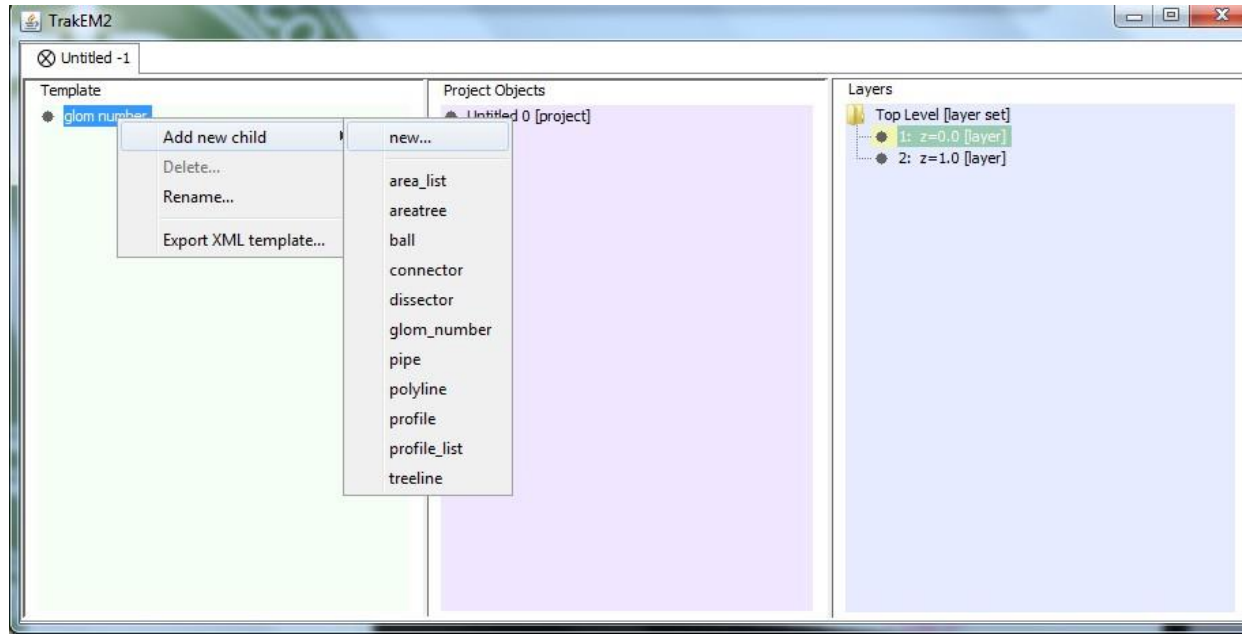 TrakEM2
Untitled -1
Template
glom number
Add new child
Delete...
Rename...
Export XML template...
new...
area_list
areatree
ball
connector
dissector
glom_number
pipe
polyline
profile
profile_list
treeline
Project Objects
Untitled 0 [project]
Layers
Top Level [layer set]
1: z=0.0 [layer]
2: z=1.0 [layer]